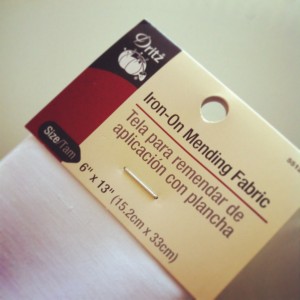 Dritz
Iron-On Mending Fabric
Tela para remendar de
aplicación con plancha
Size/Tam
6" x 13" (15.2cm x 33cm)